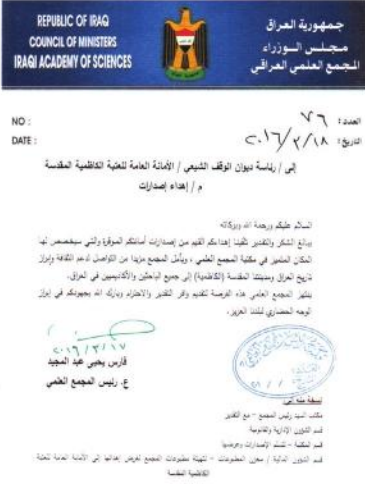 REPUBLIC OF IRAQ
COUNCIL OF MINISTERS
IRAQI ACADEMY OF SCIENCES
جمهورية العراق
مجلس الوزراء
المجمع العلمي العراقي
NO :
العدد : ٧٦
DATE :
التاريخ : ٢٠١٦/٣/١٨
إلى / رئاسة ديوان الوقف الشيعي / الأمانة العامة للعتبة الكاظمية المقدسة
م / إهداء إصدارات
السلام عليكم ورحمة الله وبركاته
ببالغ الشكر والتقدير تلقينا إهداءكم القيم من إصدارات أمانتكم الموقرة والتي سيخصص لها
المكان المتميز في مكتبة المجمع العلمي ، ويأمل المجمع مزيدا من التواصل لدعم الثقافة وإبراز
تاريخ العراق ومدينتنا المقدسة (الكاظمية) إلى جميع الباحثين والأكاديميين في العراق.
ينتهز المجمع العلمي هذه الفرصة لتقديم وافر التقدير والاحترام وبارك الله بجهودكم في إبراز
الوجه الحضاري لبلدنا العزيز.
فارس يحيى عبد المجيد
ع. رئيس المجمع العلمي
نسخة منه إلى:
مكتب السيد رئيس المجمع - مع التقدير
قسم الشؤون الإدارية والقانونية
قسم المكتبة - لتسلم الإصدارات وعرضها
قسم الشؤون المالية / مخزن المطبوعات - لتهيئة مطبوعات المجمع لغرض إهدائها إلى الأمانة العامة للعتبة
الكاظمية المقدسة